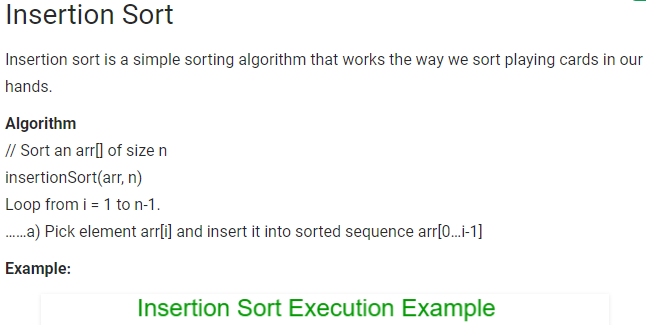 Insertion Sort
Insertion sort is a simple sorting algorithm that works the way we sort playing cards in our
hands.
Algorithm
// Sort an arr[] of size n
insertionSort(arr, n)
Loop from i = 1 to n-1.
……a) Pick element arr[i] and insert it into sorted sequence arr[0…i-1]
Example:
Insertion Sort Execution Example